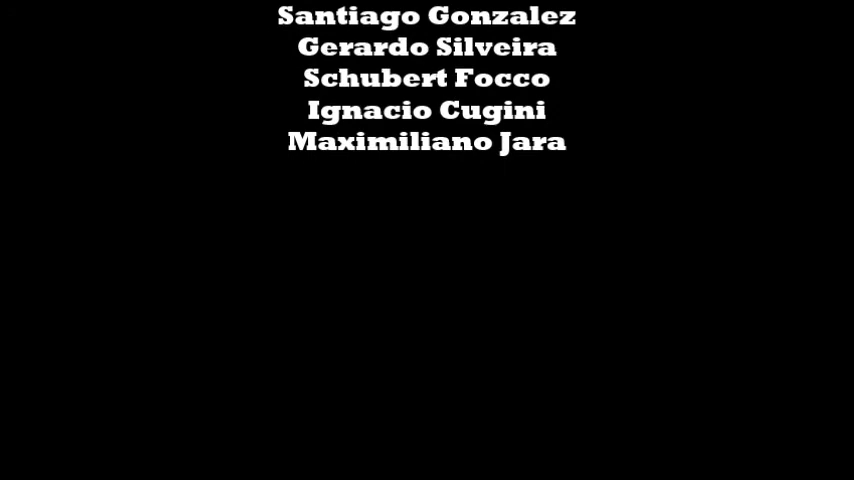 Santiago Gonzalez
Gerardo Silveira
Schubert Focco
Ignacio Cugini
Maximiliano Jara